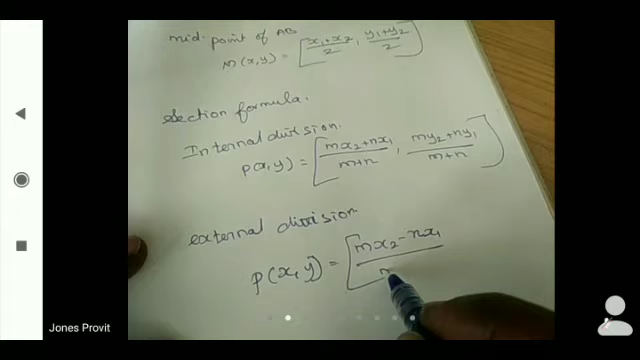 mid-point of AB
M(x,y) = [x₁+x₂/2, y₁+y₂/2]
Section formula.
Internal division.
P(x,y) = [mx₂+nx₁/m+n, my₂+ny₁/m+n]
external division
P(x,y) = [mx₂-nx₁
Jones Provit